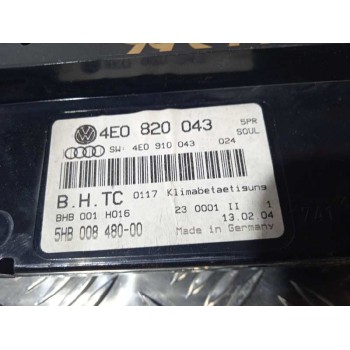 4E0 820 043 SPR
SW: 4E0 910 043 024 SOUL
B.H.TC 0117 Klimabetaetigung
BHB 001 H016 23 0001 II 1
5HB 008 480-00 13.02.04
Made in Germany